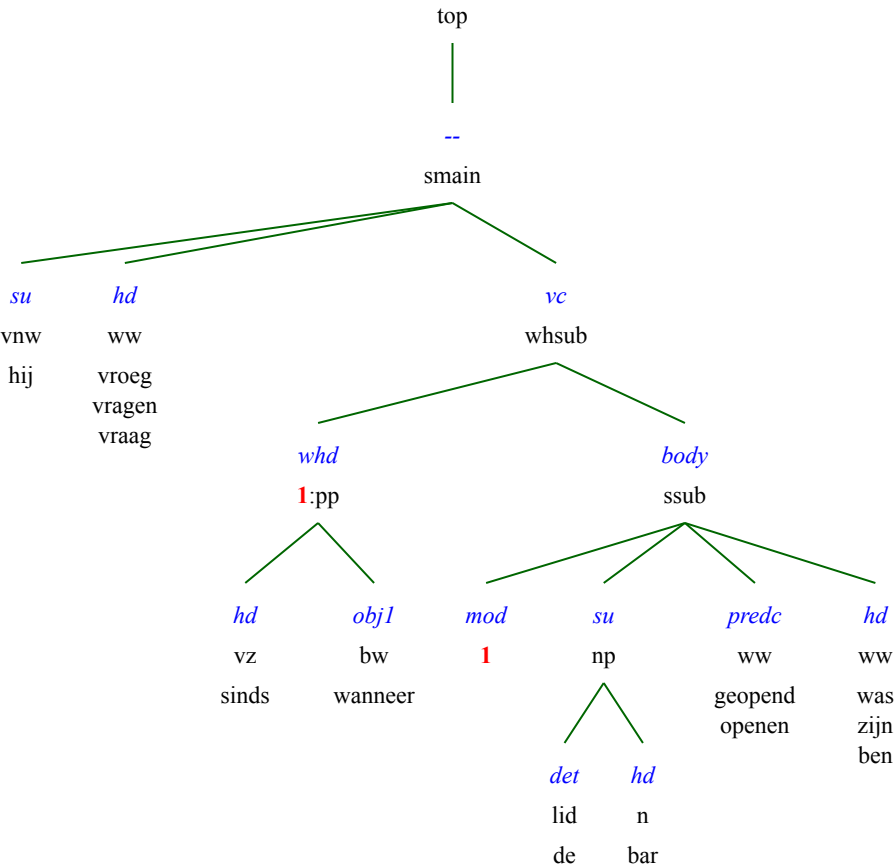 top
--
smain
su hd vc
vnw ww whsub
hij vroeg
vragen
vraag
whd body
1:pp ssub
hd obj1 mod su predc hd
vz bw 1 np ww ww
sinds wanneer geopend was
openen zijn
ben
det hd
lid n
de bar